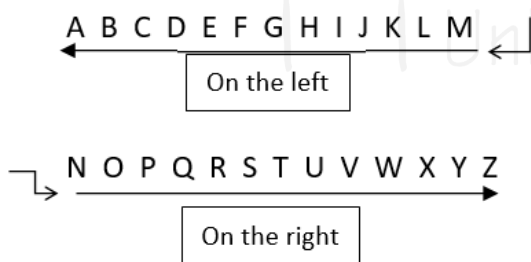 A B C D E F G H I J K L M
On the left
N O P Q R S T U V W X Y Z
On the right